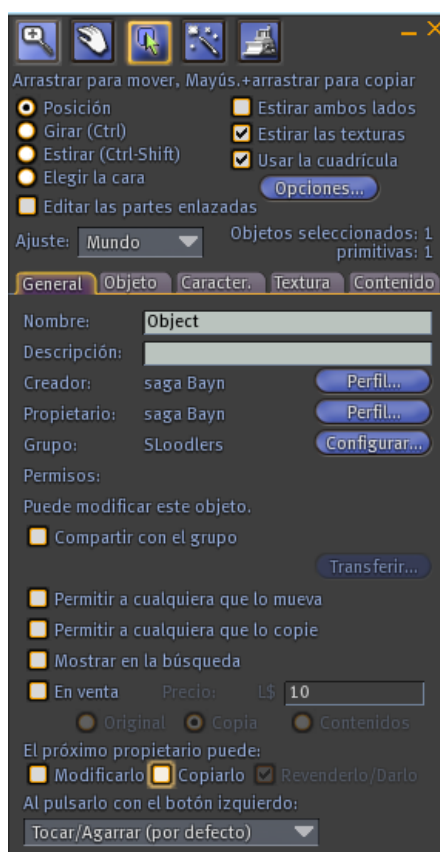 Arrastrar para mover, Mayús.+arrastrar para copiar
Posición
Estirar ambos lados
Girar (Ctrl)
Estirar las texturas
Estirar (Ctrl-Shift)
Usar la cuadrícula
Elegir la cara
Opciones...
Editar las partes enlazadas
Ajuste: Mundo
Objetos seleccionados: 1
primitivas: 1
General Objeto Caracter. Textura Contenido
Nombre: Object
Descripción:
Creador: saga Bayn Perfil...
Propietario: saga Bayn Perfil...
Grupo: SLoodlers Configurar...
Permisos:
Puede modificar este objeto.
Compartir con el grupo
Transferir...
Permitir a cualquiera que lo mueva
Permitir a cualquiera que lo copie
Mostrar en la búsqueda
En venta Precio: L$ 10
Original Copia Contenidos
El próximo propietario puede:
Modificarlo Copiarlo Revenderlo/Darlo
Al pulsarlo con el botón izquierdo:
Tocar/Agarrar (por defecto)